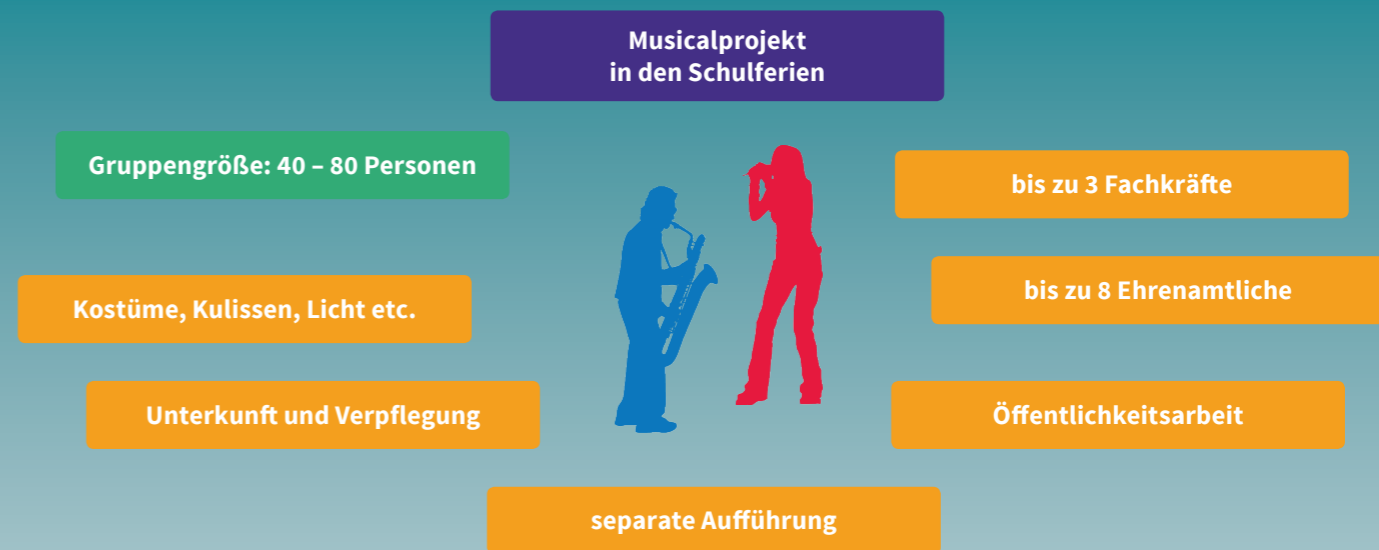 Musicalprojekt
in den Schulferien
Gruppengröße: 40 – 80 Personen
bis zu 3 Fachkräfte
Kostüme, Kulissen, Licht etc.
bis zu 8 Ehrenamtliche
Unterkunft und Verpflegung
Öffentlichkeitsarbeit
separate Aufführung